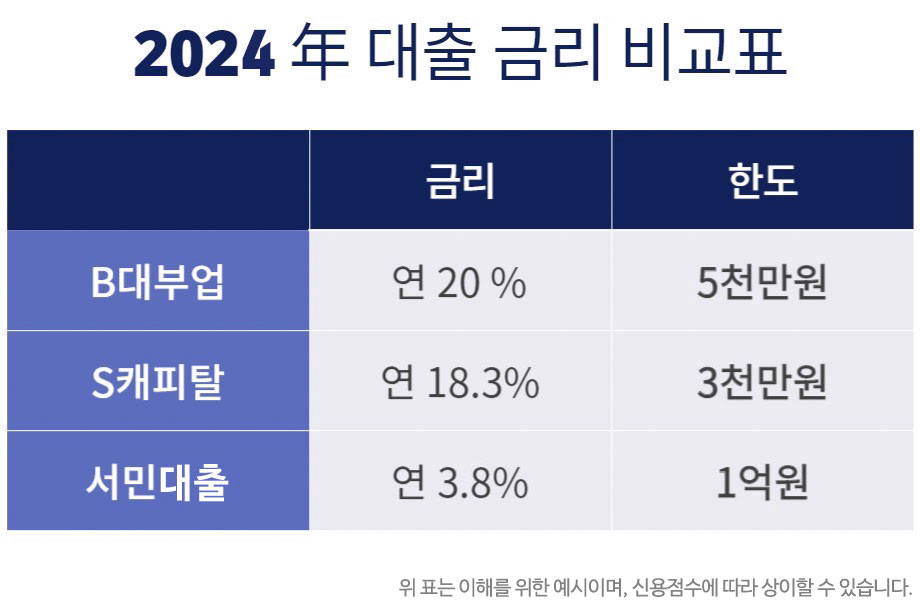 2024 年 대출 금리 비교표
금리 한도
B대부업 연 20 % 5천만원
S캐피탈 연 18.3% 3천만원
서민대출 연 3.8% 1억원
위 표는 이해를 위한 예시이며, 신용점수에 따라 상이할 수 있습니다.